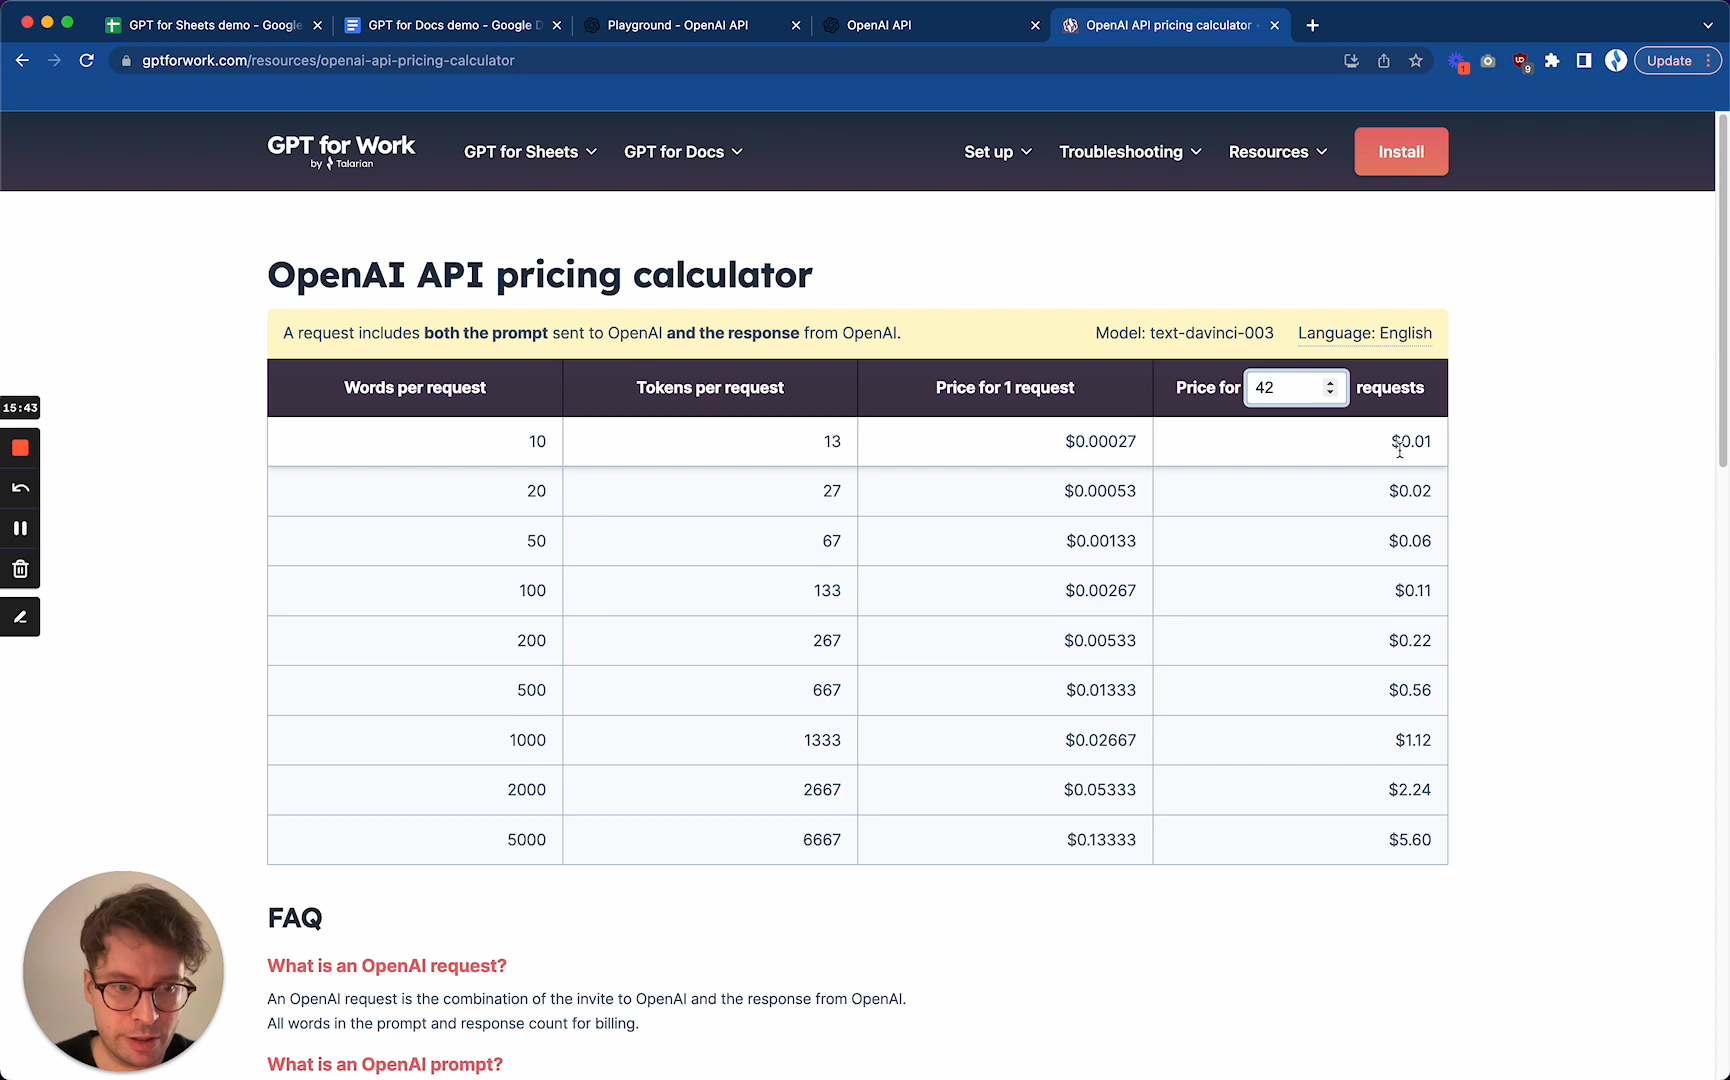 GPT for Sheets demo - Google
GPT for Docs demo - Google D
Playground - OpenAI API
OpenAI API
OpenAI API pricing calculator -
gptforwork.com/resources/openai-api-pricing-calculator
1
9
Update
GPT for Work
by Talarian
GPT for Sheets
GPT for Docs
Set up
Troubleshooting
Resources
Install
OpenAI API pricing calculator
A request includes both the prompt sent to OpenAI and the response from OpenAI.
Model: text-davinci-003
Language: English
Words per request
Tokens per request
Price for 1 request
Price for 42 requests
15:43
10 13 $0.00027 $0.01
20 27 $0.00053 $0.02
50 67 $0.00133 $0.06
100 133 $0.00267 $0.11
200 267 $0.00533 $0.22
500 667 $0.01333 $0.56
1000 1333 $0.02667 $1.12
2000 2667 $0.05333 $2.24
5000 6667 $0.13333 $5.60
FAQ
What is an OpenAI request?
An OpenAI request is the combination of the invite to OpenAI and the response from OpenAI.
All words in the prompt and response count for billing.
What is an OpenAI prompt?